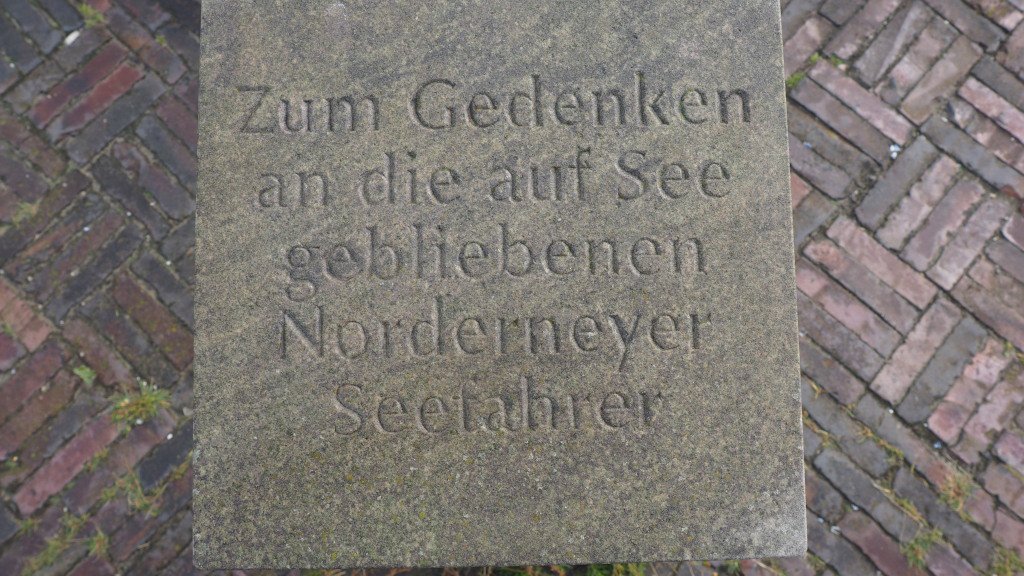 Zum Gedenken
an die auf See
gebliebenen
Norderneyer
Seefahrer